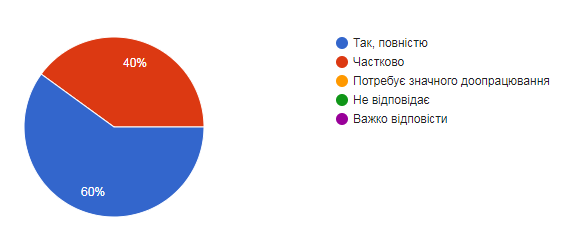 40%
60%
Так, повністю
Частково
Потребує значного доопрацювання
Не відповідає
Важко відповісти